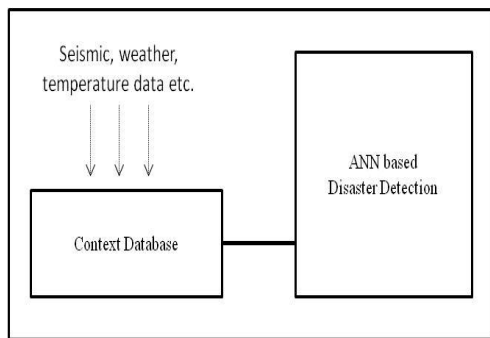 Seismic, weather,
temperature data etc.
ANN based
Disaster Detection
Context Database